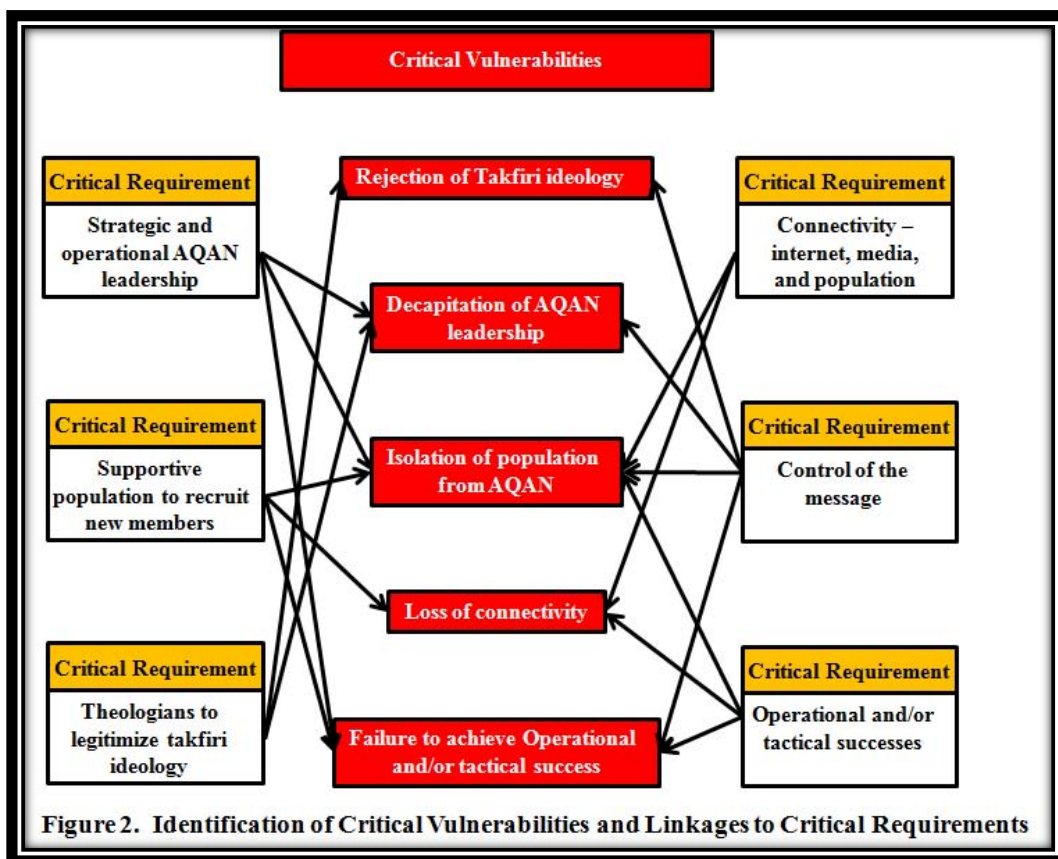 Critical Vulnerabilities
Critical Requirement
Strategic and
operational AQAN
leadership
Critical Requirement
Supportive
population to recruit
new members
Critical Requirement
Theologians to
legitimize takfiri
ideology
Rejection of Takfiri ideology
Decapitation of AQAN
leadership
Isolation of population
from AQAN
Loss of connectivity
Failure to achieve Operational
and/or tactical success
Critical Requirement
Connectivity –
internet, media,
and population
Critical Requirement
Control of the
message
Critical Requirement
Operational and/or
tactical successes
Figure 2. Identification of Critical Vulnerabilities and Linkages to Critical Requirements